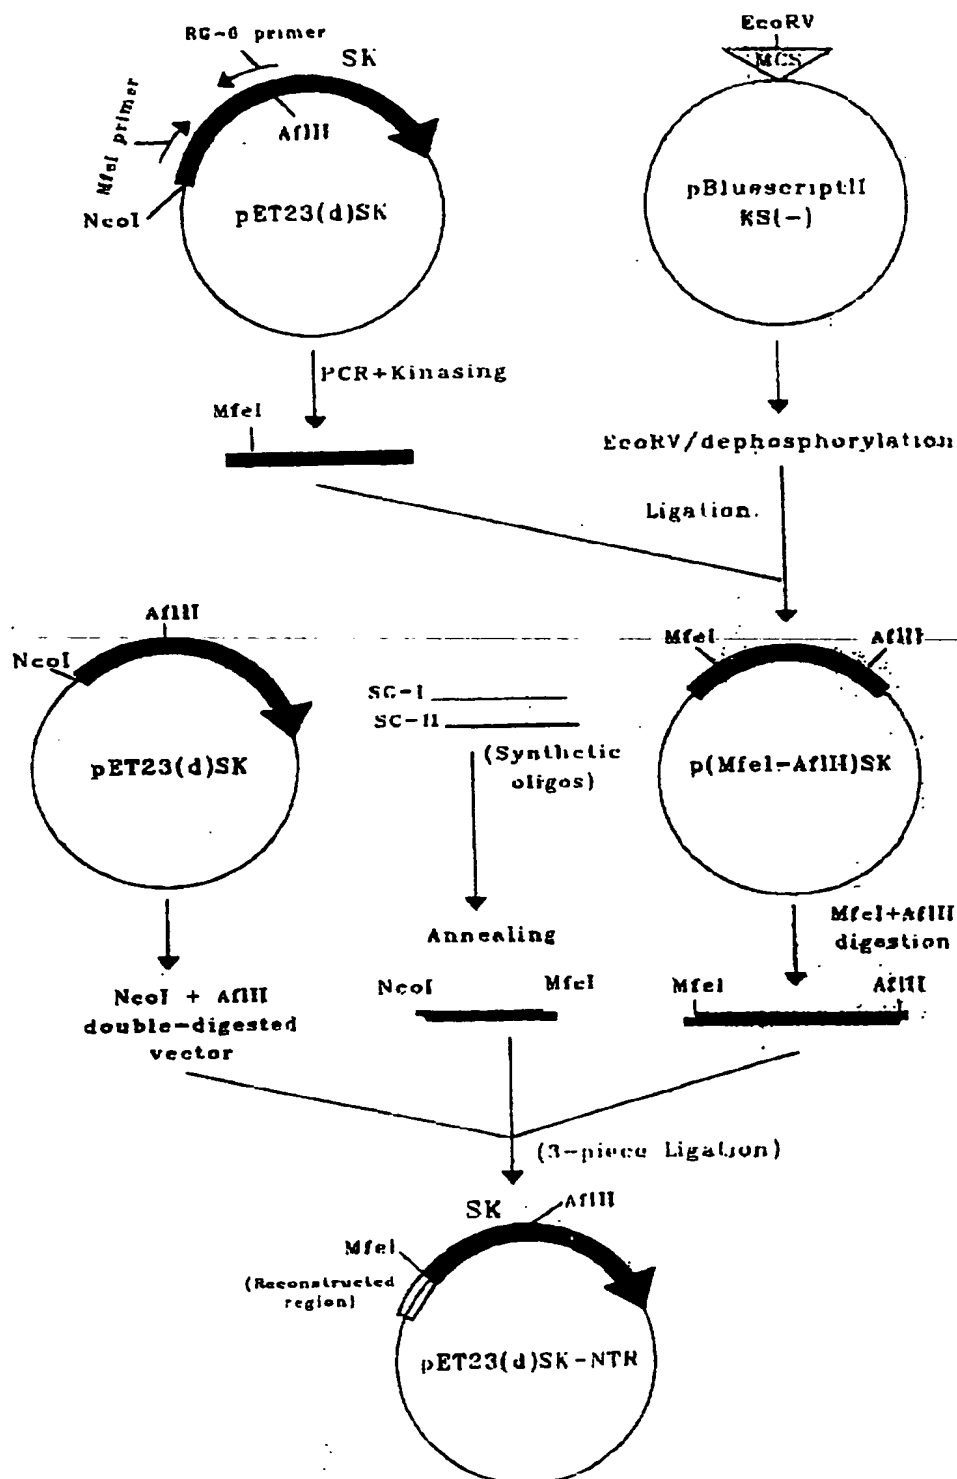 EcoRV
RG-6 primer
SK
MCS
MfeI primer
AflII
NcoI
pET23(d)SK
pBluescriptII
KS(-)
PCR+Kinasing
MfeI
EcoRV/dephosphorylation
Ligation.
AflII
NcoI
MfeI
AflII
SC-I
SC-II
(Synthetic
oligos)
pET23(d)SK
p(MfeI-AflII)SK
MfeI+AflII
digestion
Annealing
NcoI
MfeI
MfeI
AflII
NcoI + AflII
double-digested
vector
(3-piece Ligation)
SK
AflII
MfeI
(Reconstructed
region)
pET23(d)SK-NTR